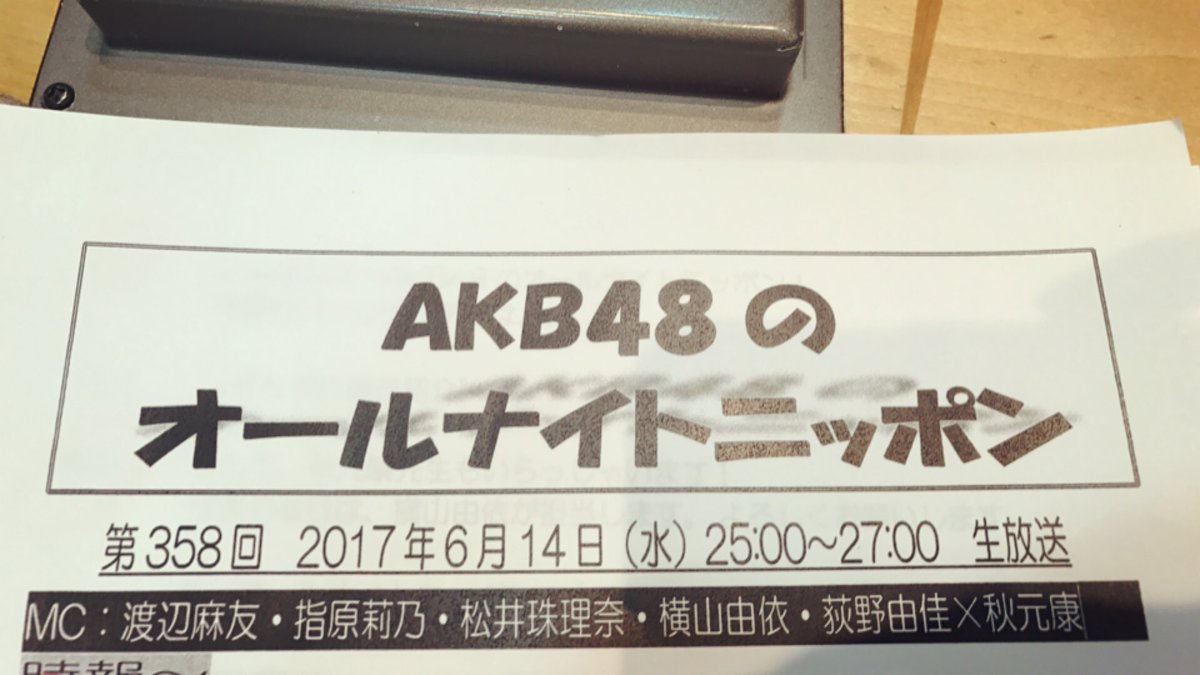 AKB48の
オールナイトニッポン
第358回 2017年6月14日(水)25:00～27:00 生放送
MC：渡辺麻友・指原莉乃・松井珠理奈・横山由依・荻野由佳×秋元康
時報～